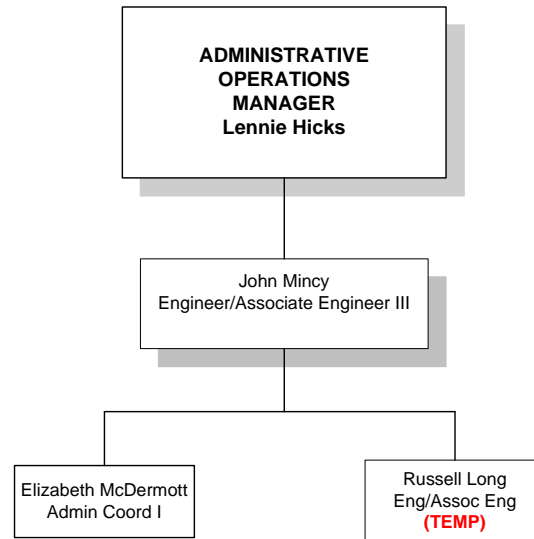 ADMINISTRATIVE
OPERATIONS
MANAGER
Lennie Hicks
John Mincy
Engineer/Associate Engineer III
Elizabeth McDermott
Admin Coord I
Russell Long
Eng/Assoc Eng
(TEMP)